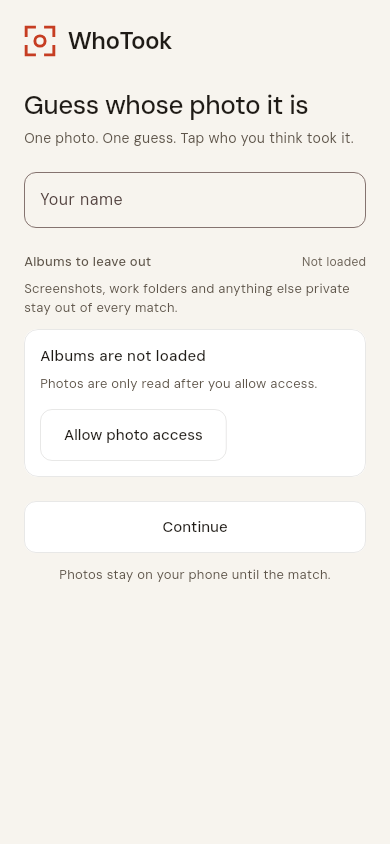 WhoTook
Guess whose photo it is
One photo. One guess. Tap who you think took it.
Your name
Albums to leave out
Not loaded
Screenshots, work folders and anything else private
stay out of every match.
Albums are not loaded
Photos are only read after you allow access.
Allow photo access
Continue
Photos stay on your phone until the match.